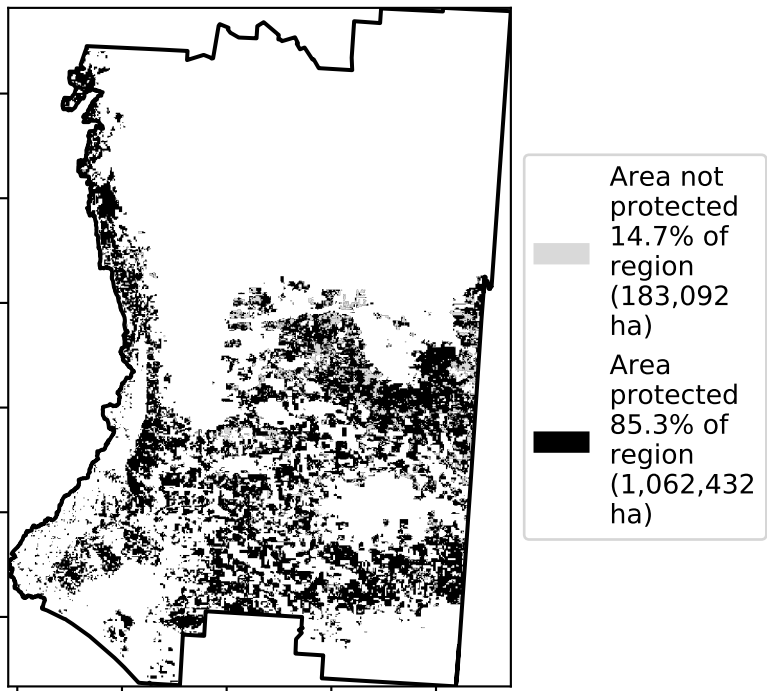 Area not
protected
14.7% of
region
(183,092
ha)
Area
protected
85.3% of
region
(1,062,432
ha)